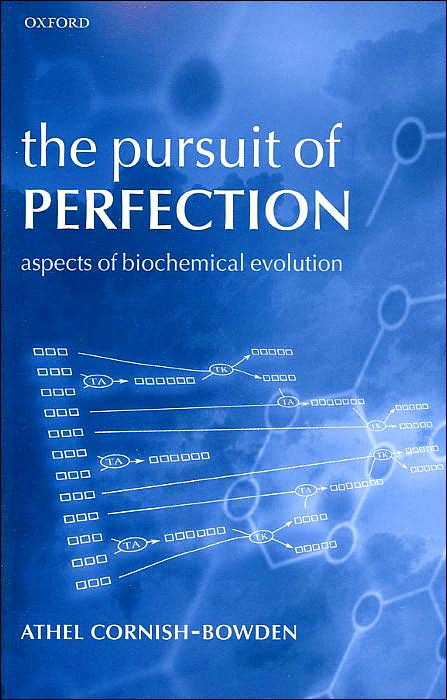 OXFORD
the pursuit of
PERFECTION
aspects of biochemical evolution
TK
TA
TA
TK
TK
TA
TA
TK
TA
ATHEL CORNISH-BOWDEN